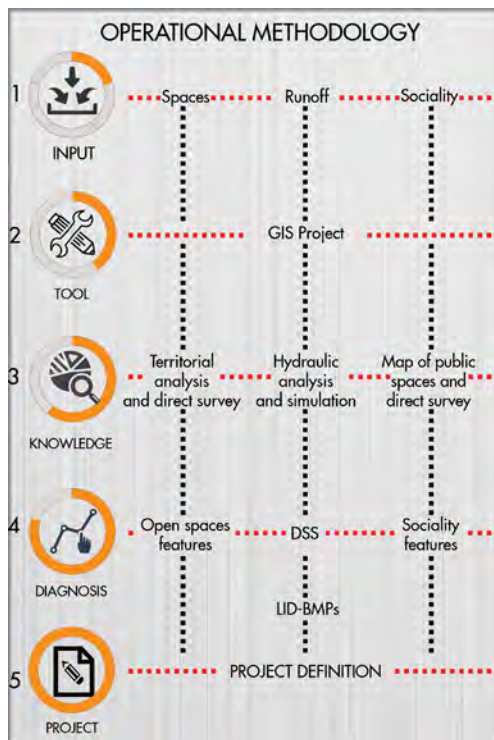 OPERATIONAL METHODOLOGY
1
Spaces Runoff Sociality
INPUT
2
GIS Project
TOOL
3
Territorial Hydraulic Map of public
analysis analysis spaces and
and direct survey and simulation direct survey
KNOWLEDGE
4
Open spaces DSS Sociality
features features
DIAGNOSIS
LID-BMPs
5
PROJECT DEFINITION
PROJECT